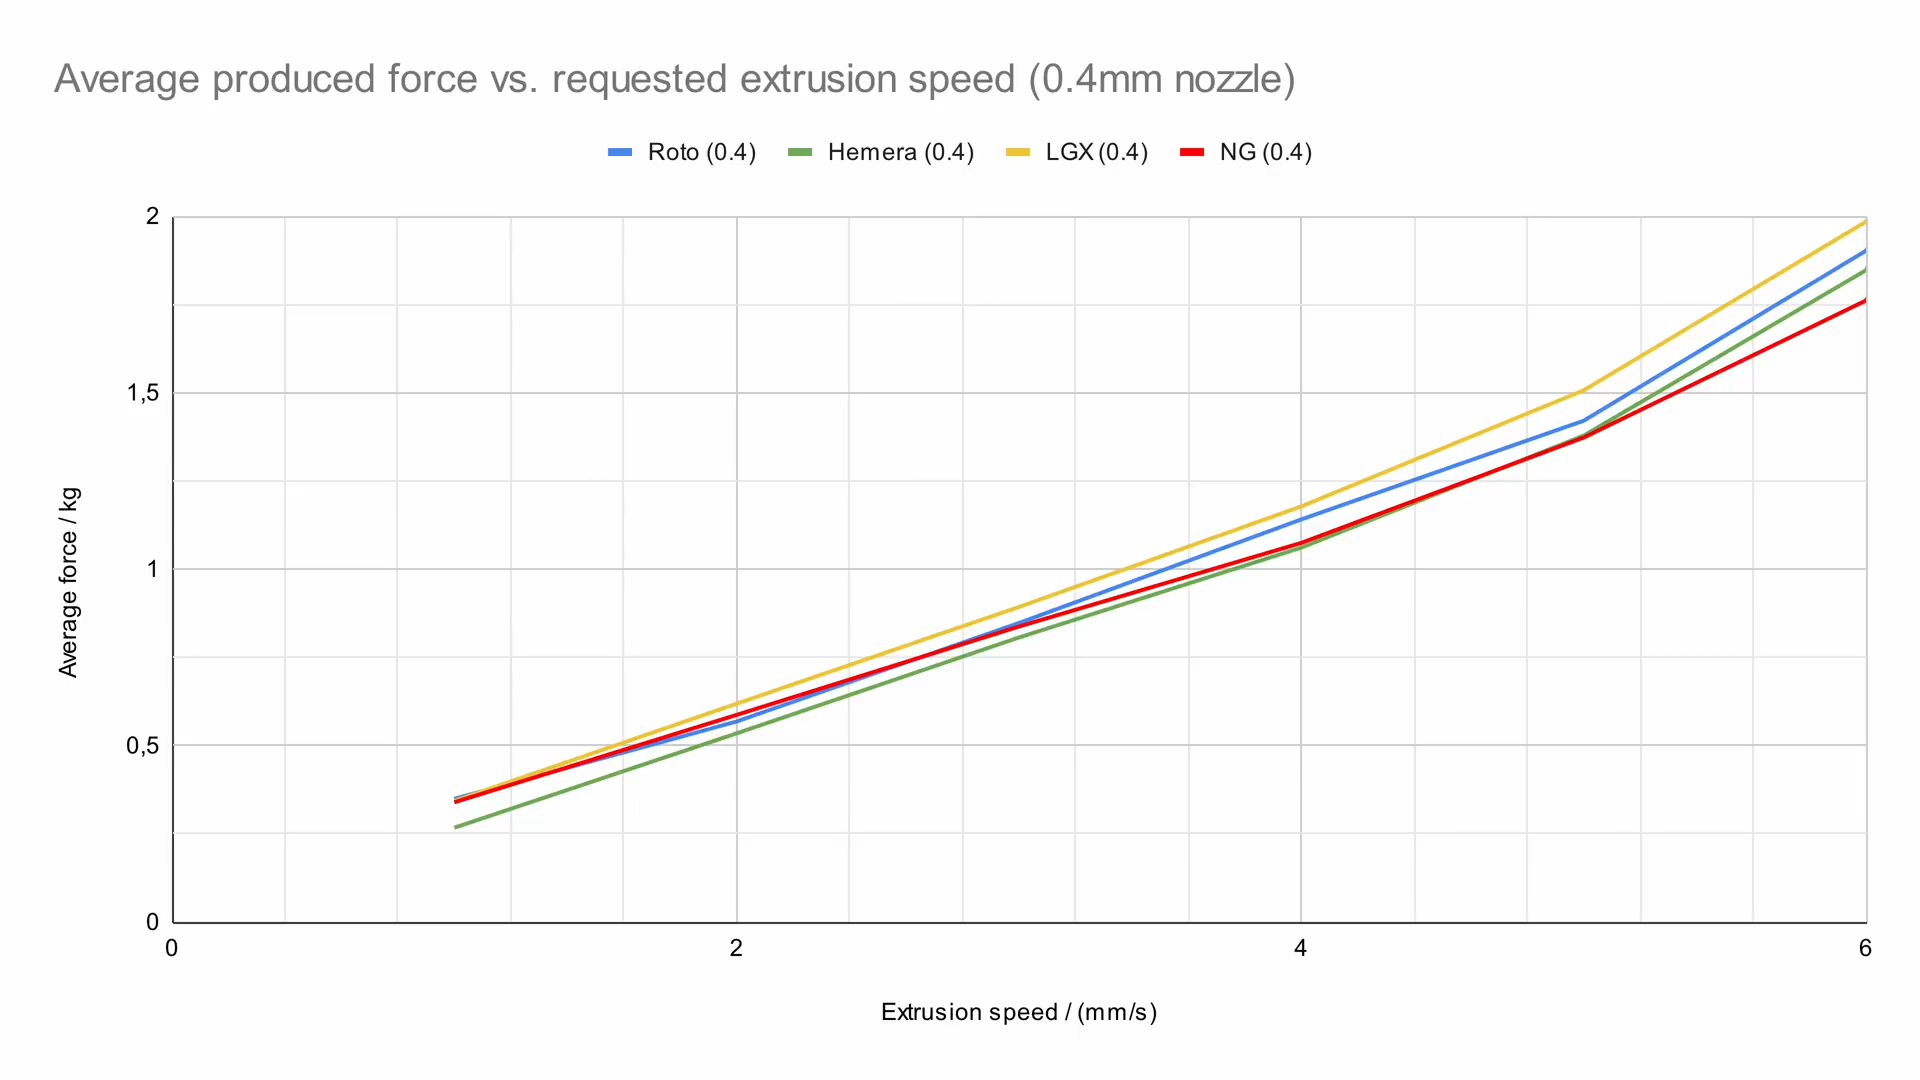 Average produced force vs. requested extrusion speed (0.4mm nozzle)
Roto (0.4) Hemera (0.4) LGX (0.4) NG (0.4)
2
1,5
1
0,5
0
Average force / kg
0 2 4 6
Extrusion speed / (mm/s)